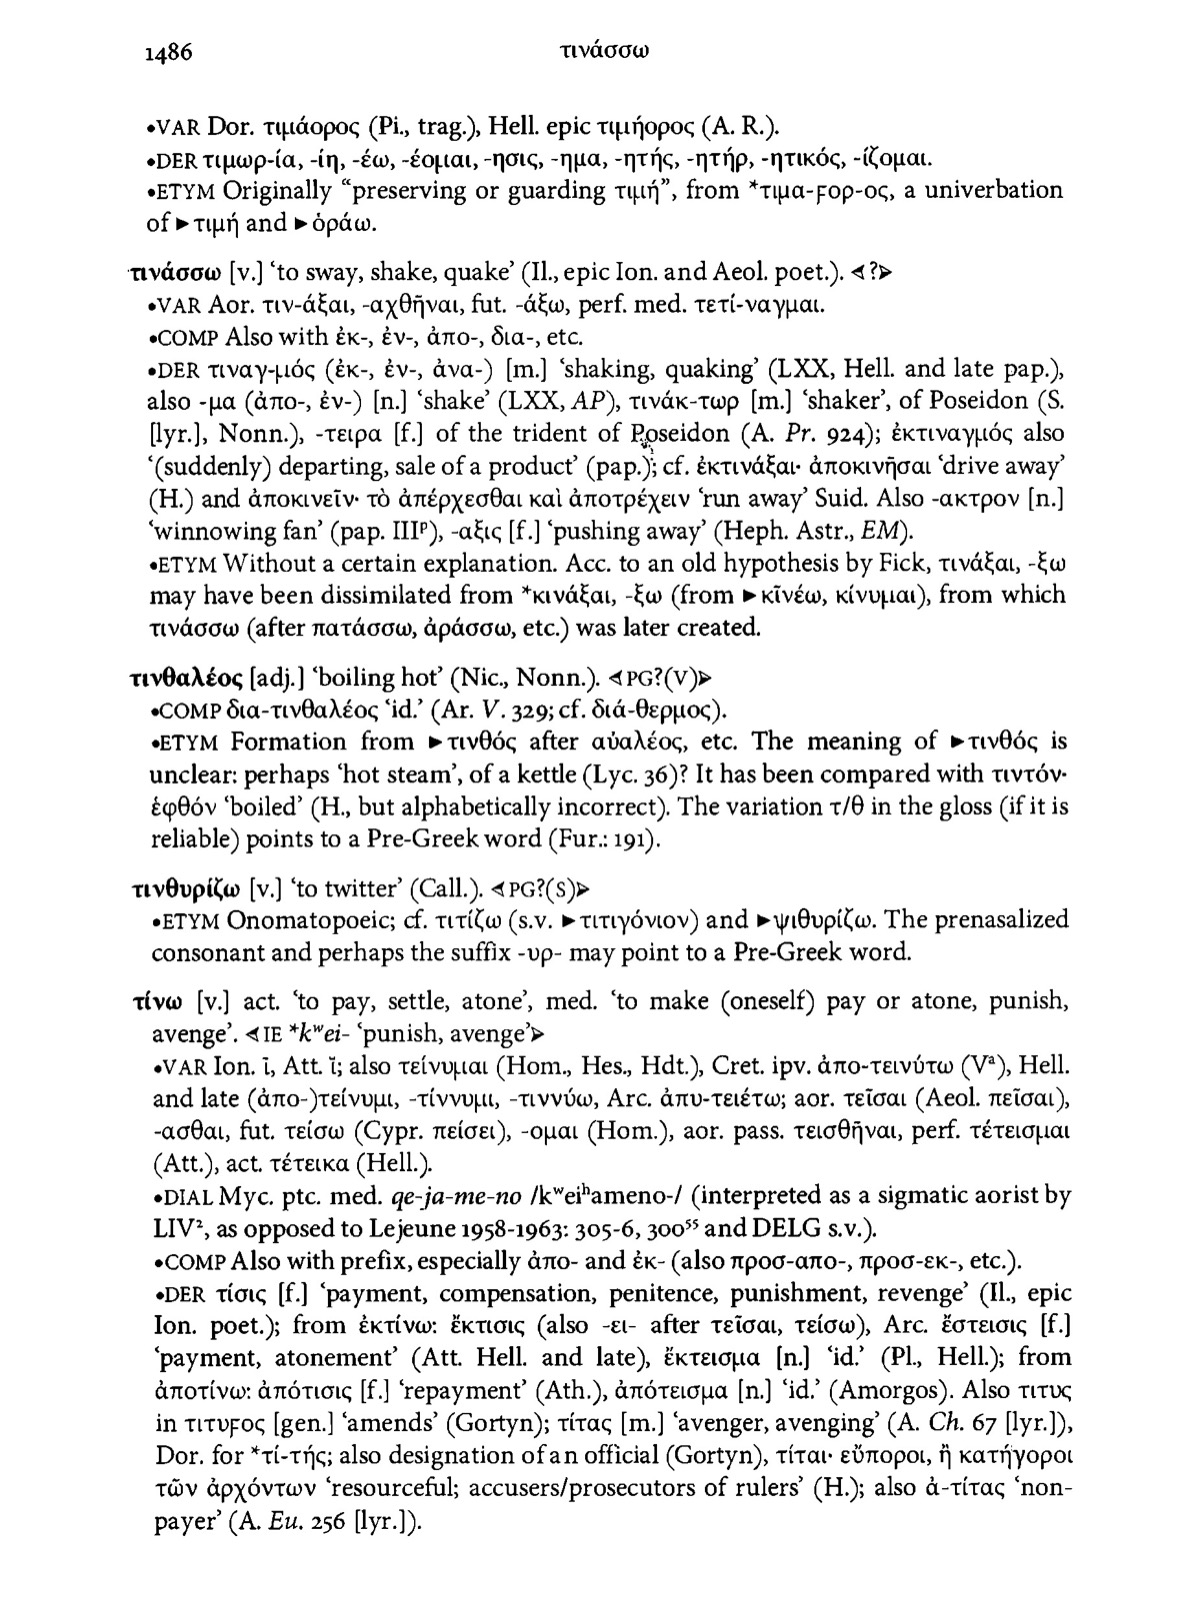 1486
τινάσσω
•VAR Dor. τιμάορος (Pi., trag.), Hell. epic τιμήορος (A. R.).
•DER τιμωρ-ία, -ίη, -έω, -έομαι, -ησις, -ημα, -ητής, -ητήρ, -ητικός, -ίζομαι.
•ETYM Originally “preserving or guarding τιμή”, from *τιμα-ϝορ-ος, a univerbation
of ►τιμή and ►ὁράω.
τινάσσω [v.] ‘to sway, shake, quake’ (Il., epic Ion. and Aeol. poet.). ⊲?⊳
•VAR Aor. τιν-άξαι, -αχθῆναι, fut. -άξω, perf. med. τετί-ναγμαι.
•COMP Also with ἐκ-, ἐν-, ἀπο-, δια-, etc.
•DER τιναγ-μός (ἐκ-, ἐν-, ἀνα-) [m.] ‘shaking, quaking’ (LXX, Hell. and late pap.),
also -μα (ἀπο-, ἐν-) [n.] ‘shake’ (LXX, AP), τινάκ-τωρ [m.] ‘shaker’, of Poseidon (S.
[lyr.], Nonn.), -τειρα [f.] of the trident of Poseidon (A. Pr. 924); ἐκτιναγμός also
‘(suddenly) departing, sale of a product’ (pap.); cf. ἐκτινάξαι· ἀποκινῆσαι ‘drive away’
(H.) and ἀποκινεῖν· τὸ ἀπέρχεσθαι καὶ ἀποτρέχειν ‘run away’ Suid. Also -ακτρον [n.]
‘winnowing fan’ (pap. IIIᵖ), -αξις [f.] ‘pushing away’ (Heph. Astr., EM).
•ETYM Without a certain explanation. Acc. to an old hypothesis by Fick, τινάξαι, -ξω
may have been dissimilated from *κινάξαι, -ξω (from ►κῑνέω, κίνυμαι), from which
τινάσσω (after πατάσσω, ἀράσσω, etc.) was later created.
τινθαλέος [adj.] ‘boiling hot’ (Nic., Nonn.). ⊲PG?(V)⊳
•COMP δια-τινθαλέος ‘id.’ (Ar. V. 329; cf. διά-θερμος).
•ETYM Formation from ►τινθός after αὑαλέος, etc. The meaning of ►τινθός is
unclear: perhaps ‘hot steam’, of a kettle (Lyc. 36)? It has been compared with τιντόν·
ἑφθόν ‘boiled’ (H., but alphabetically incorrect). The variation τ/θ in the gloss (if it is
reliable) points to a Pre-Greek word (Fur.: 191).
τινθυρίζω [v.] ‘to twitter’ (Call.). ⊲PG?(S)⊳
•ETYM Onomatopoeic; cf. τιτίζω (s.v. ►τιτιγόνιον) and ►ψιθυρίζω. The prenasalized
consonant and perhaps the suffix -υρ- may point to a Pre-Greek word.
τίνω [v.] act. ‘to pay, settle, atone’, med. ‘to make (oneself) pay or atone, punish,
avenge’. ⊲IE *kʷei- ‘punish, avenge’⊳
•VAR Ion. ῑ, Att. ῐ; also τείνυμαι (Hom., Hes., Hdt.), Cret. ipv. ἀπο-τεινύτω (Vᵃ), Hell.
and late (ἀπο-)τείνυμι, -τίννυμι, -τιννύω, Arc. ἀπυ-τειέτω; aor. τεῖσαι (Aeol. πεῖσαι),
-ασθαι, fut. τείσω (Cypr. πείσει), -ομαι (Hom.), aor. pass. τεισθῆναι, perf. τέτεισμαι
(Att.), act. τέτεικα (Hell.).
•DIAL Myc. ptc. med. qe-ja-me-no /kʷeiʰameno-/ (interpreted as a sigmatic aorist by
LIV², as opposed to Lejeune 1958-1963: 305-6, 300⁵⁵ and DELG s.v.).
•COMP Also with prefix, especially ἀπο- and ἐκ- (also προσ-απο-, προσ-εκ-, etc.).
•DER τίσις [f.] ‘payment, compensation, penitence, punishment, revenge’ (Il., epic
Ion. poet.); from ἐκτίνω: ἔκτισις (also -ει- after τεῖσαι, τείσω), Arc. ἔστεισις [f.]
‘payment, atonement’ (Att. Hell. and late), ἔκτεισμα [n.] ‘id.’ (Pl., Hell.); from
ἀποτίνω: ἀπότισις [f.] ‘repayment’ (Ath.), ἀπότεισμα [n.] ‘id.’ (Amorgos). Also τιτυς
in τιτυϝος [gen.] ‘amends’ (Gortyn); τίτας [m.] ‘avenger, avenging’ (A. Ch. 67 [lyr.]),
Dor. for *τί-τής; also designation of an official (Gortyn), τίται· εὔποροι, ἢ κατήγοροι
τῶν ἀρχόντων ‘resourceful; accusers/prosecutors of rulers’ (H.); also ἀ-τίτας ‘non-
payer’ (A. Eu. 256 [lyr.]).